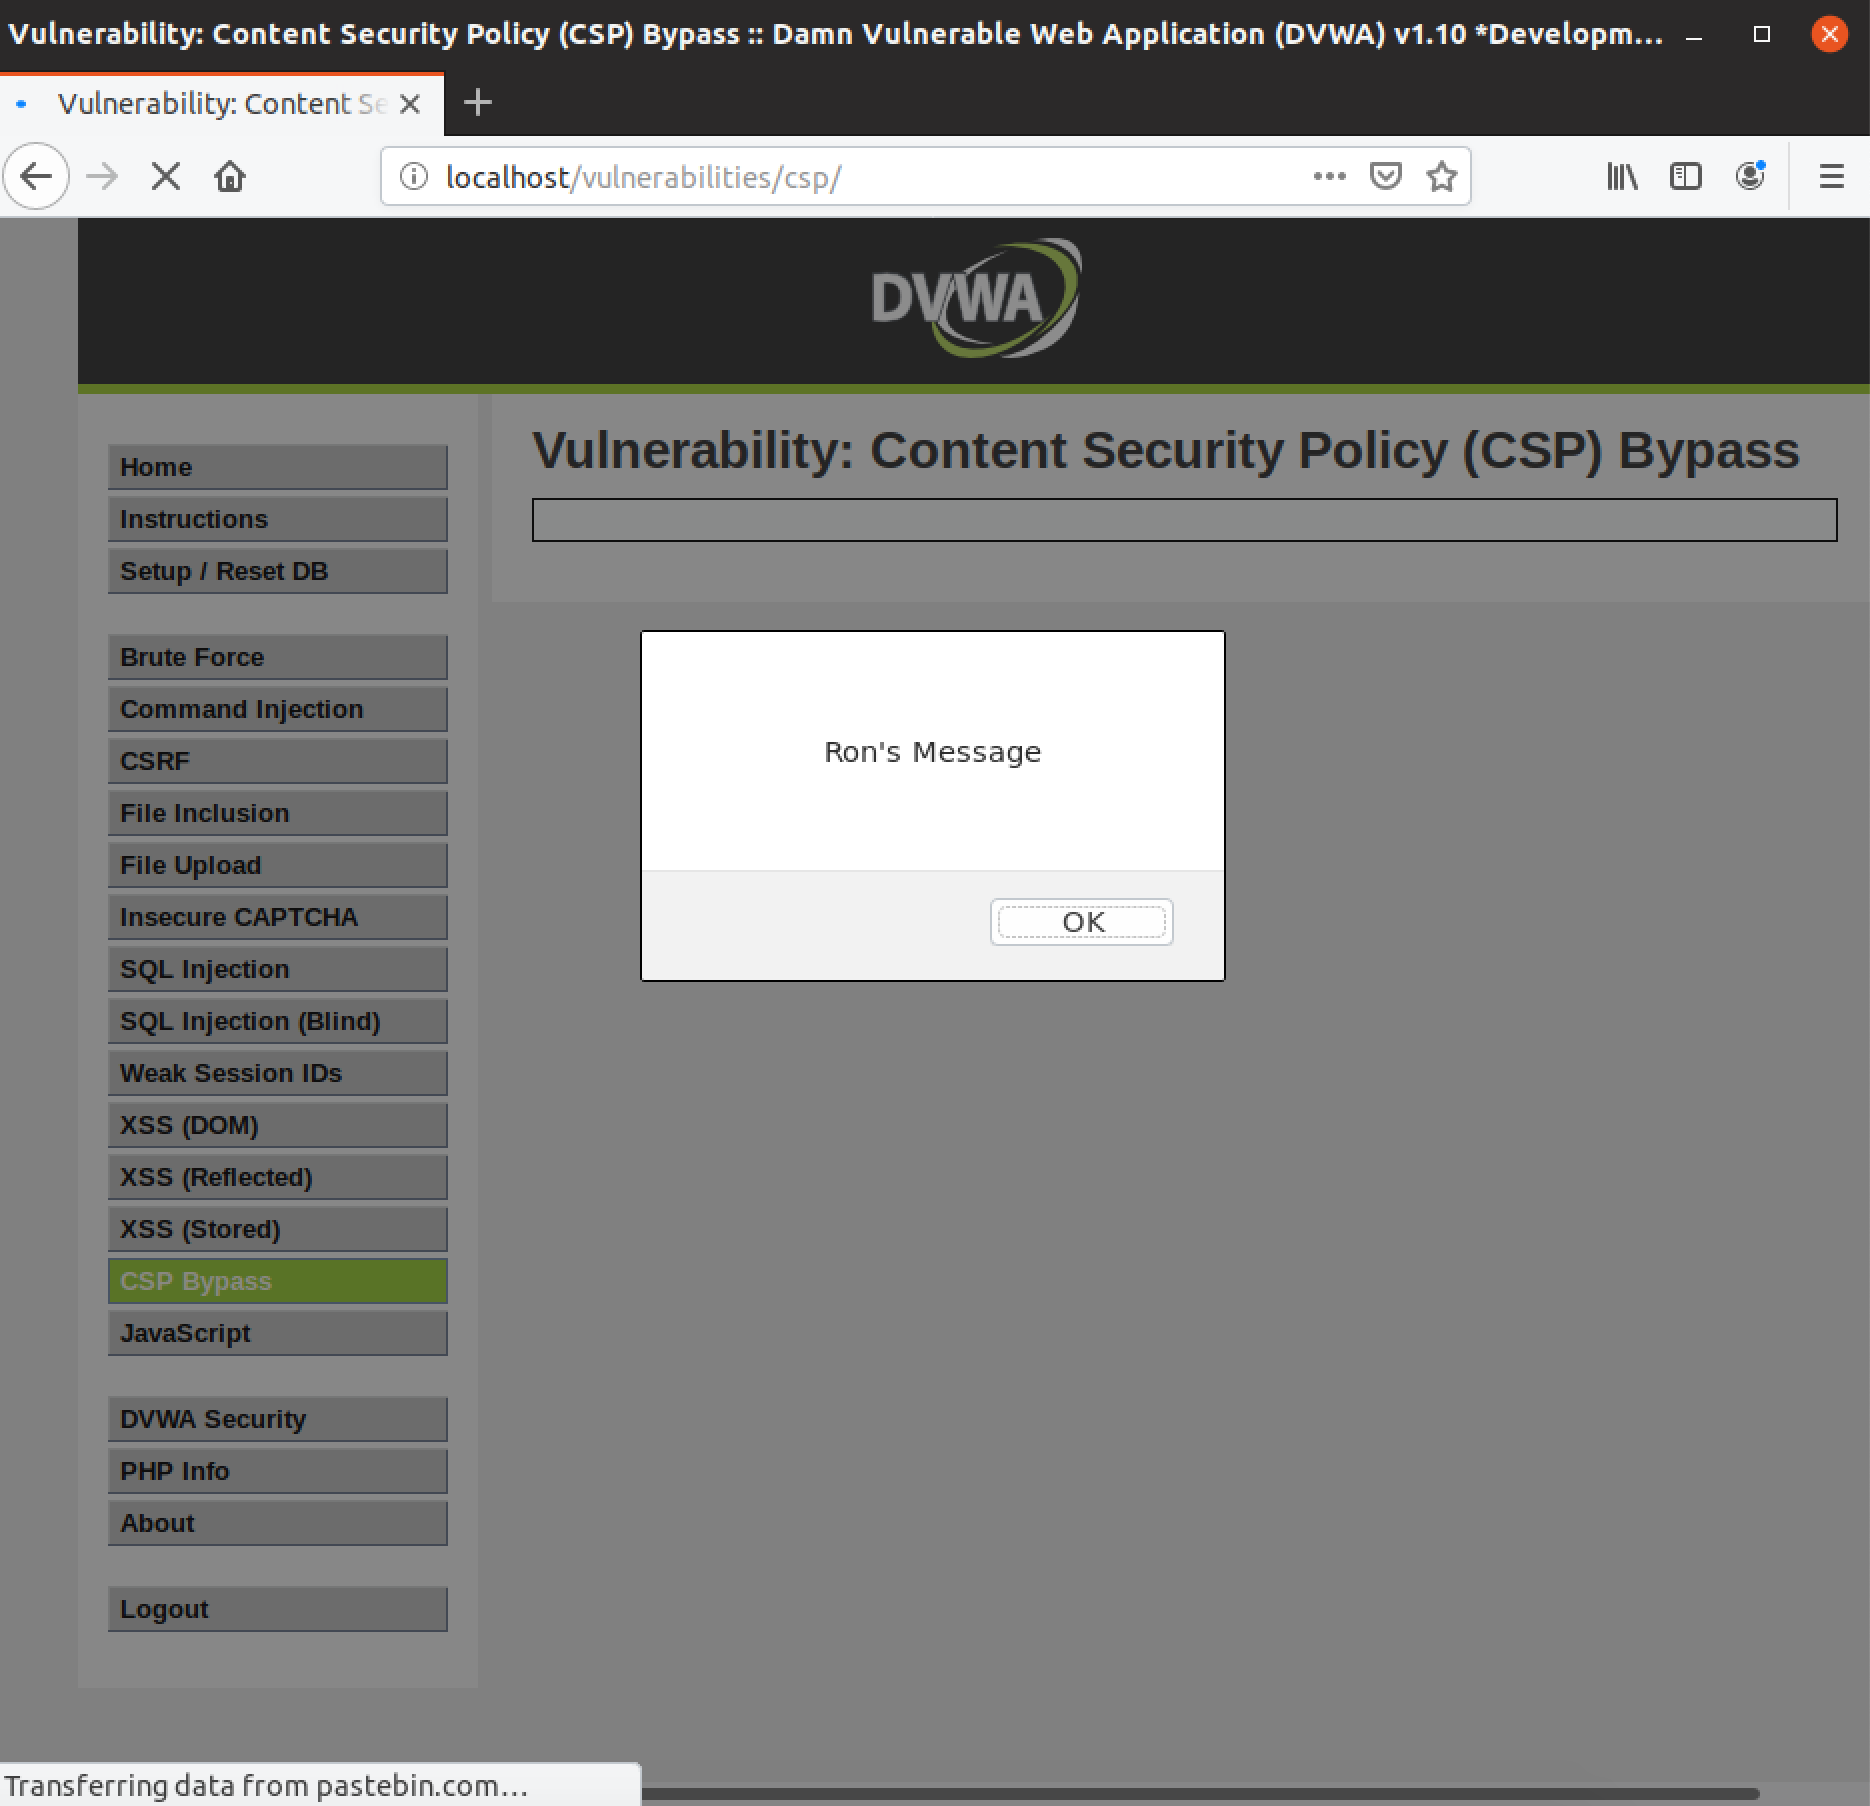 Vulnerability: Content Security Policy (CSP) Bypass :: Damn Vulnerable Web Application (DVWA) v1.10 *Developm...
Vulnerability: Content Se
localhost/vulnerabilities/csp/
DVWA
Vulnerability: Content Security Policy (CSP) Bypass
Home
Instructions
Setup / Reset DB
Brute Force
Command Injection
CSRF
File Inclusion
File Upload
Insecure CAPTCHA
SQL Injection
SQL Injection (Blind)
Weak Session IDs
XSS (DOM)
XSS (Reflected)
XSS (Stored)
CSP Bypass
JavaScript
DVWA Security
PHP Info
About
Logout
Ron's Message
OK
Transferring data from pastebin.com...